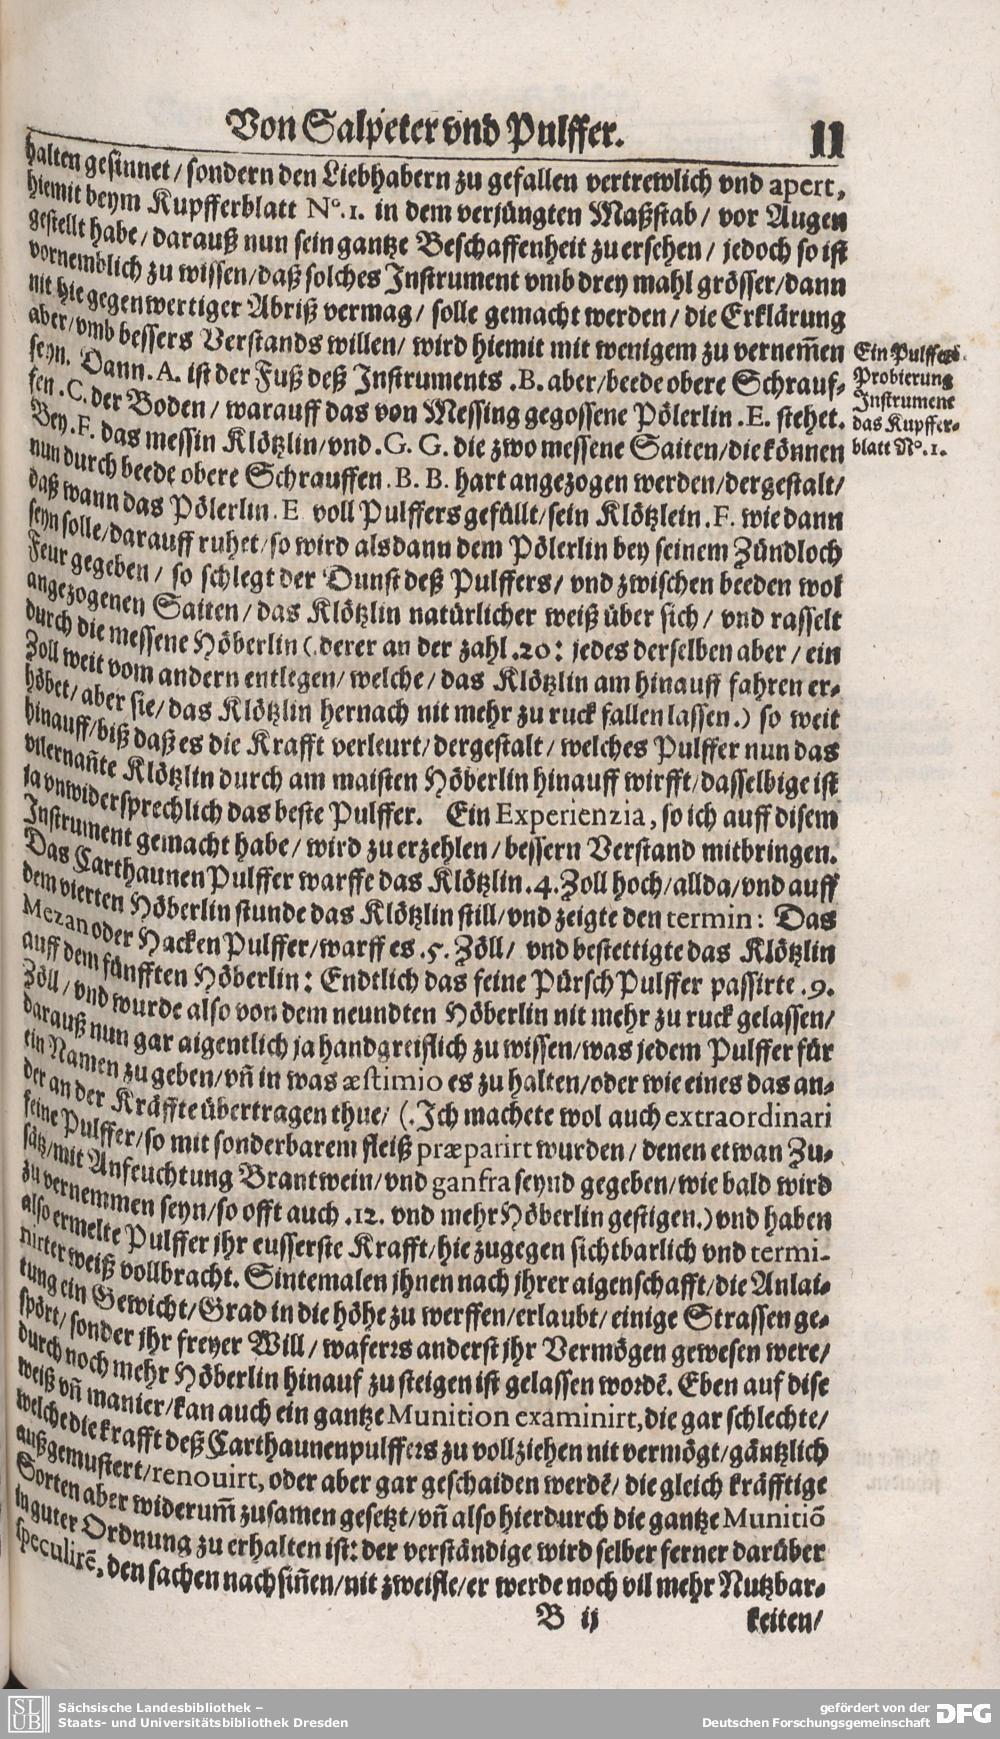 Von Salpeter vnd Pulffer. 11
halten gesinnet / sondern den Liebhabern zu gefallen vertrewlich vnd apert,
hiemit beym Kupfferblatt N°. 1. in dem verjüngten Maßstab / vor Augen
gestellt habe / darauß nun sein gantze Beschaffenheit zu ersehen / jedoch so ist
vornemblich zu wissen / daß solches Instrument vmb drey mahl grösser / dann
nit hie gegenwertiger Abriß vermag / solle gemacht werden / die Erklärung
aber / vmb bessers Verstands willen / wird hiemit mit wenigem zu vernem̃en
seyn. Dann. A. ist der Fuß deß Instruments .B. aber / beede obere Schrauf-
fen .C. der Boden / warauff das von Messing gegossene Pölerlin .E. stehet.
Bey .F. das messin Klötzlin / vnd .G. G. die zwo messene Saiten / die können
nun durch beede obere Schrauffen .B. B. hart angezogen werden / dergestalt /
daß wann das Pölerlin .E voll Pulffers gefüllt / sein Klötzlein .F. wie dann
seyn solle / darauff ruhet / so wird alsdann dem Pölerlin bey seinem Zündloch
Feur gegeben / so schlegt der Dunst deß Pulffers / vnd zwischen beeden wol
angezogenen Saiten / das Klötzlin natürlicher weiß über sich / vnd rasselt
durch die messene Höberlin (. derer an der zahl .20: jedes derselben aber / ein
Zoll weit vom andern entlegen / welche / das Klötzlin am hinauff fahren er-
höbet / aber sie / das Klötzlin hernach nit mehr zu ruck fallen lassen.) so weit
hinauff / biß daß es die Krafft verleurt / dergestalt / welches Pulffer nun das
vilernañte Klötzlin durch am maisten Höberlin hinauff wirfft / dasselbige ist
ja vnwidersprechlich das beste Pulffer. Ein Experienzia, so ich auff disem
Instrument gemacht habe / wird zu erzehlen / bessern Verstand mitbringen.
Das Carthaunen Pulffer warffe das Klötzlin .4. Zoll hoch / allda / vnd auff
dem vierten Höberlin stunde das Klötzlin still / vnd zeigte den termin: Das
Mezan oder Hacken Pulffer / warff es .5. Zöll / vnd bestettigte das Klötzlin
auff dem fünfften Höberlin: Endtlich das feine Pürsch Pulffer passirte .9.
Zöll / vnd wurde also von dem neundten Höberlin nit mehr zu ruck gelassen /
darauß nun gar aigentlich ja handgreiflich zu wissen / was jedem Pulffer für
ein Namen zu geben / vñ in was æstimio es zu halten / oder wie eines das an-
der an der Kräffte übertragen thue / (. Ich machete wol auch extraordinari
feine Pulffer / so mit sonderbarem fleiß præparirt wurden / denen etwan Zu-
sätz / mit Anfeuchtung Brantwein / vnd ganfra seynd gegeben / wie bald wird
zu vernemmen seyn / so offt auch .12. vnd mehr Höberlin gestigen.) vnd haben
also ermelte Pulffer jhr eusserste Krafft / hie zugegen sichtbarlich vnd termi-
nirter weiß vollbracht. Sintemalen jhnen nach jhrer aigenschafft / die Anlai-
tung ein Gewicht / Grad in die höhe zu werffen / erlaubt / einige Strassen ge-
spört / sonder jhr freyer Will / wafer2s anderst jhr Vermögen gewesen were /
durch noch mehr Höberlin hinauf zu steigen ist gelassen wordẽ. Eben auf dise
weiß vñ manier / kan auch ein gantze Munition examinirt, die gar schlechte /
welche die krafft deß Carthaunenpulffers zu vollziehen nit vermögt / gäntzlich
außgemustert / renouirt, oder aber gar geschaiden werdẽ / die gleich kräfftige
Sorten aber widerum̃ zusamen gesetzt / vñ also hierdurch die gantze Munitiõ
in guter Ordnung zu erhalten ist: der verständige wird selber ferner darüber
speculirẽ, den sachen nach siñen / nit zweifle / er werde noch vil mehr Nutzbar-
B ij keiten /
Ein Pulffers
Probierung
Instrument
das Kupffer-
blatt N°. 1.
SLUB
Sächsische Landesbibliothek –
Staats- und Universitätsbibliothek Dresden
gefördert von der
Deutschen Forschungsgemeinschaft
DFG